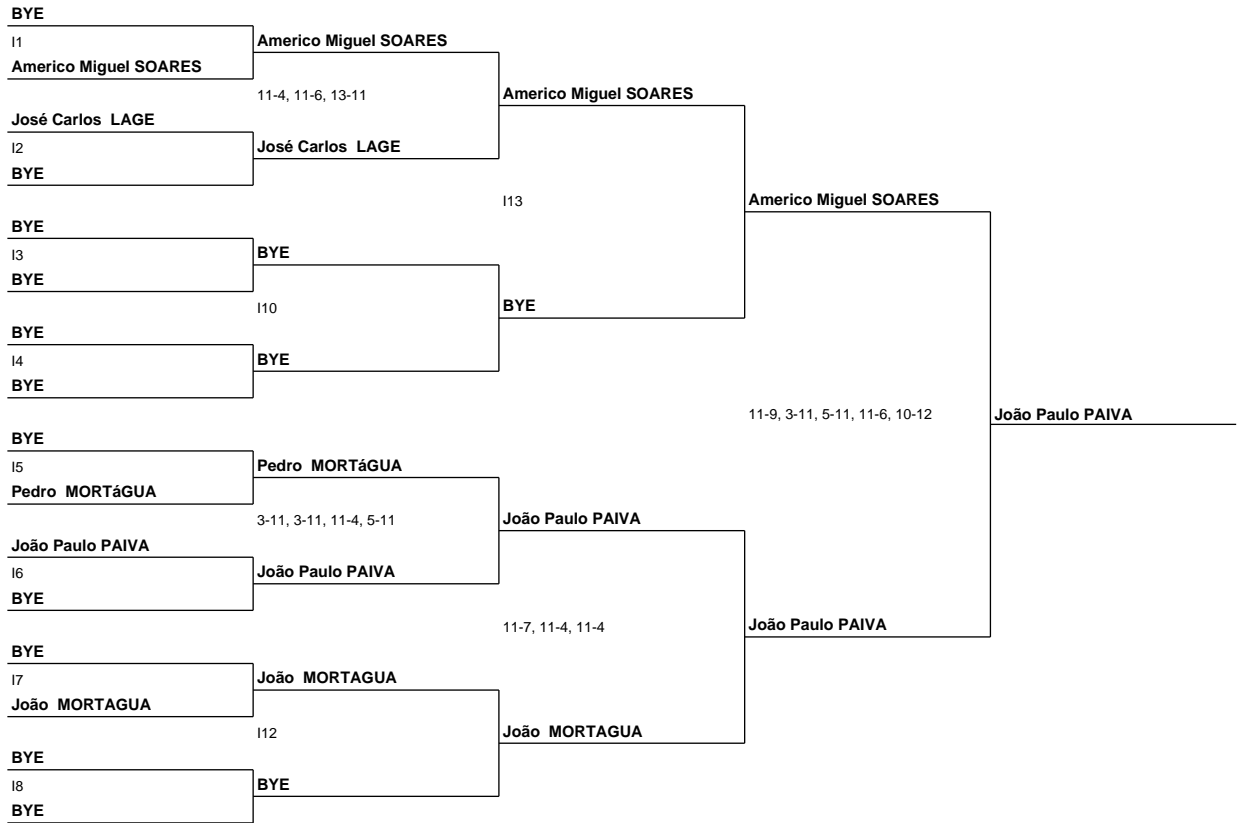 BYE
I1
Americo Miguel SOARES
Americo Miguel SOARES
11-4, 11-6, 13-11
Americo Miguel SOARES
José Carlos LAGE
I2
José Carlos LAGE
BYE
I13
Americo Miguel SOARES
BYE
I3
BYE
BYE
I10
BYE
BYE
I4
BYE
BYE
11-9, 3-11, 5-11, 11-6, 10-12
João Paulo PAIVA
BYE
I5
Pedro MORTáGUA
Pedro MORTáGUA
3-11, 3-11, 11-4, 5-11
João Paulo PAIVA
João Paulo PAIVA
I6
João Paulo PAIVA
BYE
11-7, 11-4, 11-4
João Paulo PAIVA
BYE
I7
João MORTAGUA
João MORTAGUA
I12
João MORTAGUA
BYE
I8
BYE
BYE